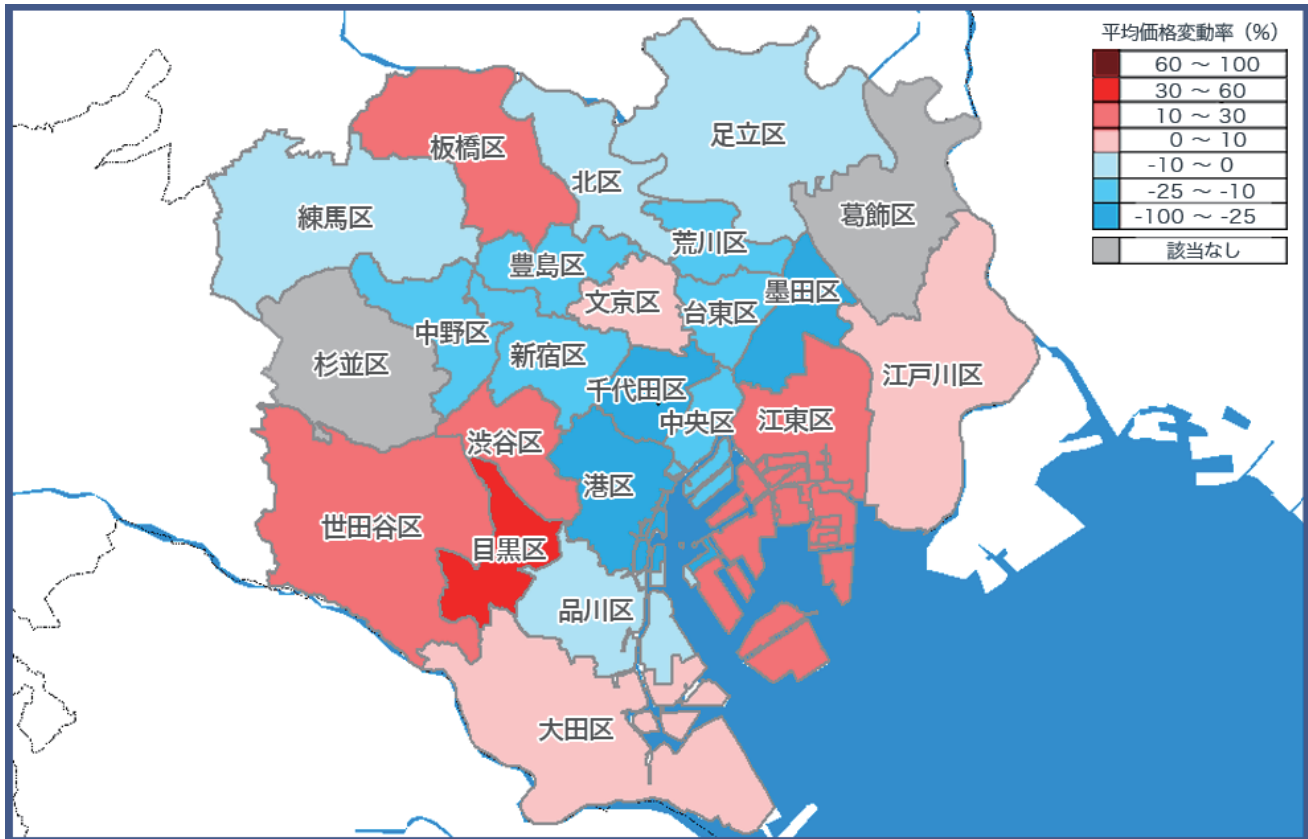 平均価格変動率（%）
60 ～ 100
30 ～ 60
10 ～ 30
0 ～ 10
-10 ～ 0
-25 ～ -10
-100 ～ -25
該当なし
足立区
板橋区
北区
葛飾区
練馬区
荒川区
豊島区
墨田区
文京区
台東区
中野区
新宿区
杉並区
江戸川区
千代田区
中央区
江東区
渋谷区
港区
世田谷区
目黒区
品川区
大田区